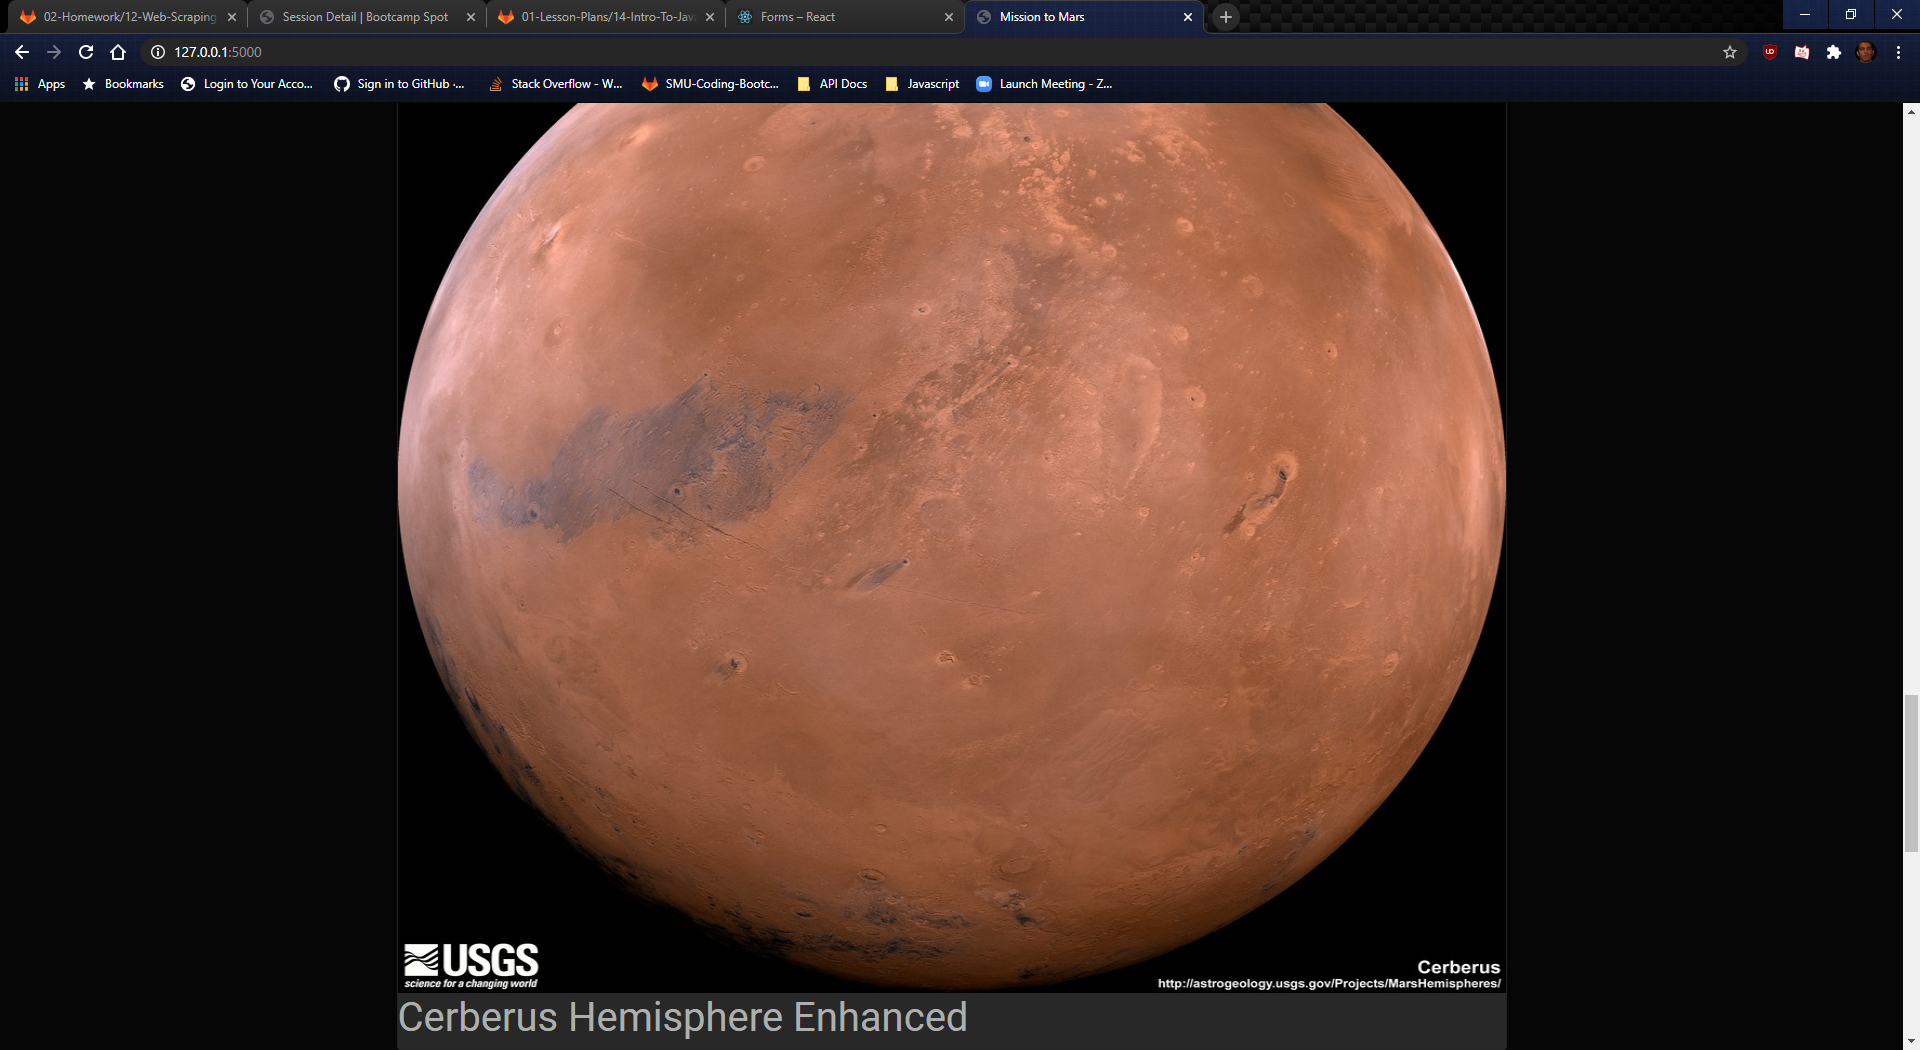 02-Homework/12-Web-Scraping
Session Detail | Bootcamp Spot
01-Lesson-Plans/14-Intro-To-Jav
Forms – React
Mission to Mars
127.0.0.1:5000
Apps
Bookmarks
Login to Your Acco...
Sign in to GitHub ·...
Stack Overflow - W...
SMU-Coding-Bootc...
API Docs
Javascript
Launch Meeting - Z...
USGS
science for a changing world
Cerberus
http://astrogeology.usgs.gov/Projects/MarsHemispheres/
Cerberus Hemisphere Enhanced